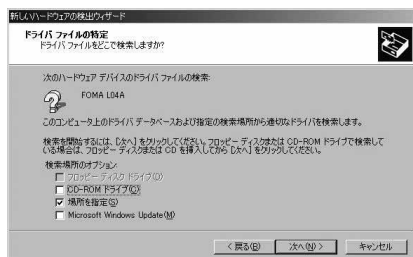 新しいハードウェアの検出ウィザード
ドライバ ファイルの特定
ドライバ ファイルをどこで検索しますか?
次のハードウェア デバイスのドライバ ファイルの検索:
FOMA L04A
このコンピュータ上のドライバ データベースおよび指定の検索場所から適切なドライバを検索します。
検索を開始するには、[次へ] をクリックしてください。フロッピー ディスクまたは CD-ROM ドライブで検索して
いる場合は、フロッピー ディスクまたは CD を挿入してから [次へ] をクリックしてください。
検索場所のオプション:
フロッピー ディスク ドライブ(D)
CD-ROM ドライブ(C)
場所を指定(S)
Microsoft Windows Update(M)
< 戻る(B) 次へ(N) > キャンセル